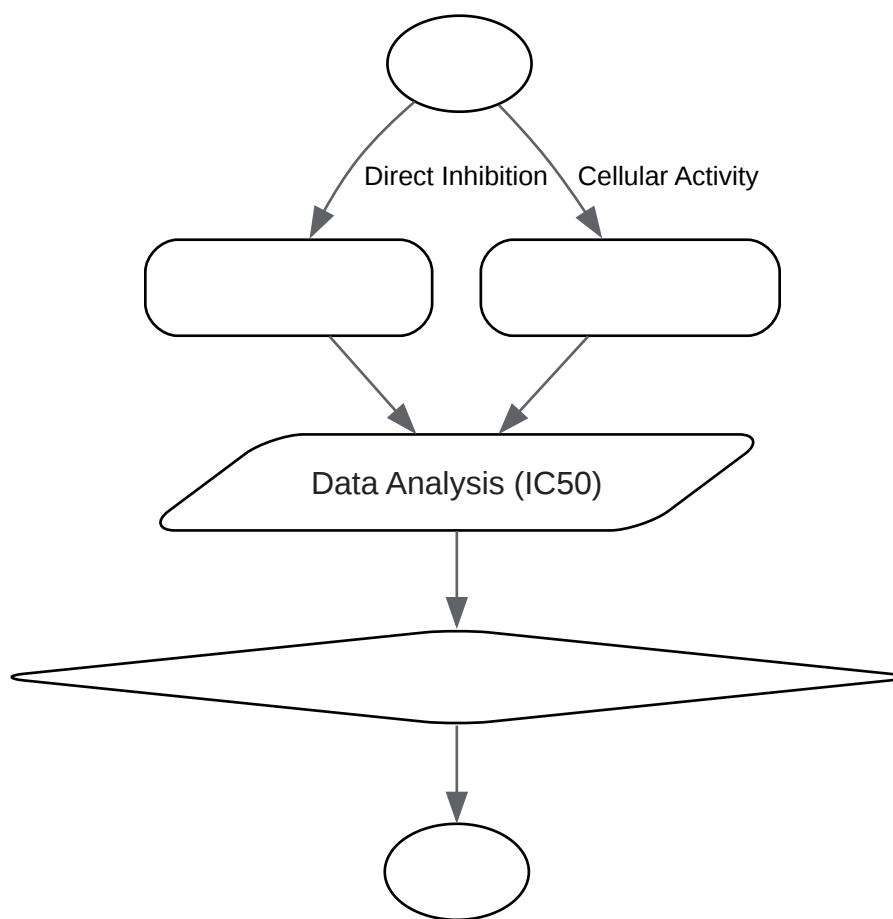 Direct Inhibition
Cellular Activity
Data Analysis (IC50)